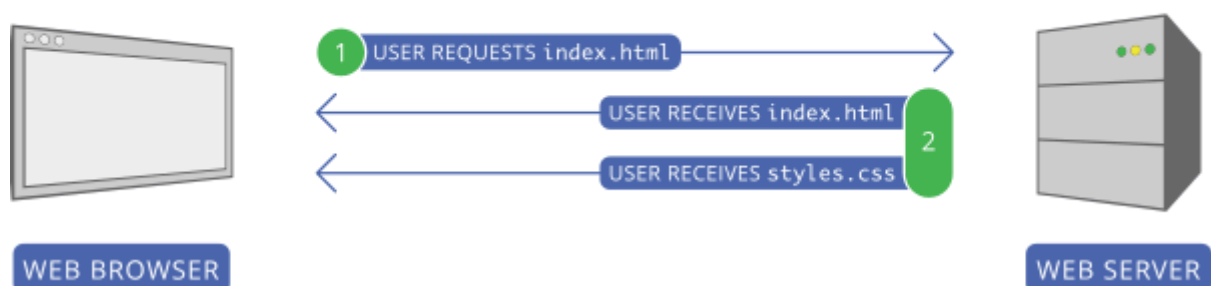 1 USER REQUESTS index.html
USER RECEIVES index.html
2
USER RECEIVES styles.css
WEB BROWSER
WEB SERVER